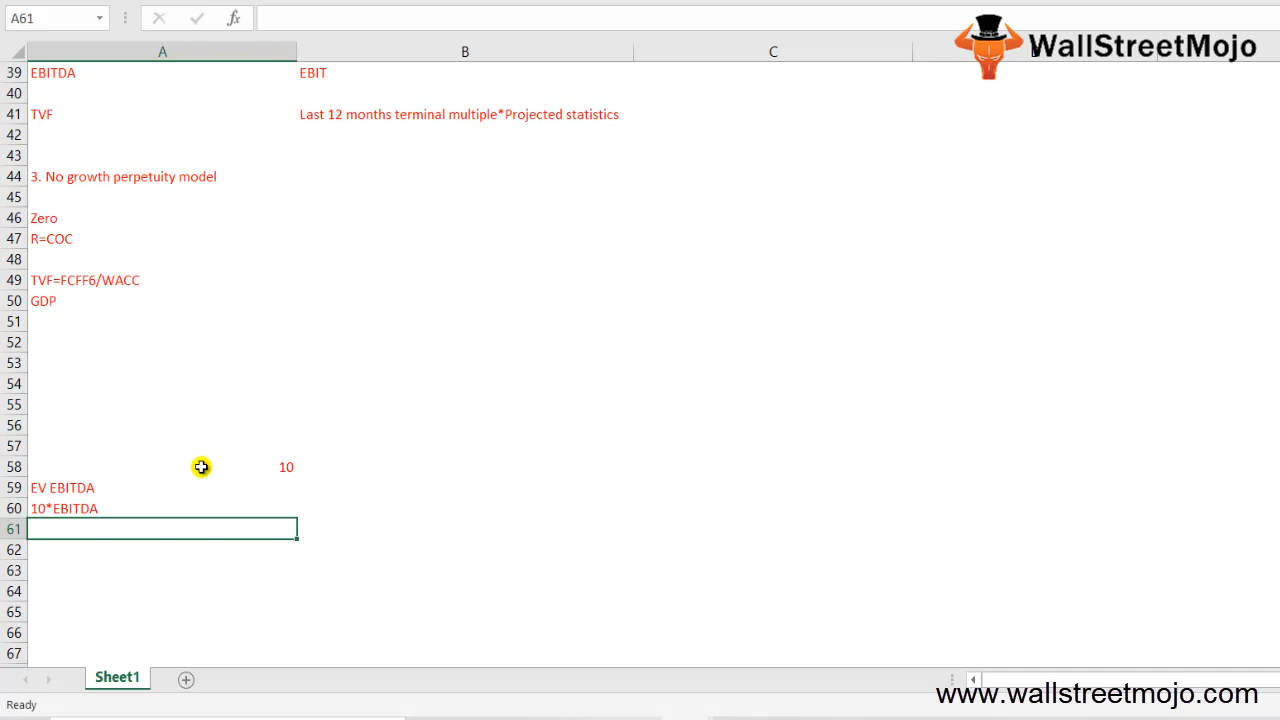 A61
fx
A B C
WallStreetMojo
39 EBITDA EBIT
40
41 TVF Last 12 months terminal multiple*Projected statistics
42
43
44 3. No growth perpetuity model
45
46 Zero
47 R=COC
48
49 TVF=FCFF6/WACC
50 GDP
51
52
53
54
55
56
57
58 10
59 EV EBITDA
60 10*EBITDA
61
62
63
64
65
66
67
Sheet1
www.wallstreetmojo.com
Ready